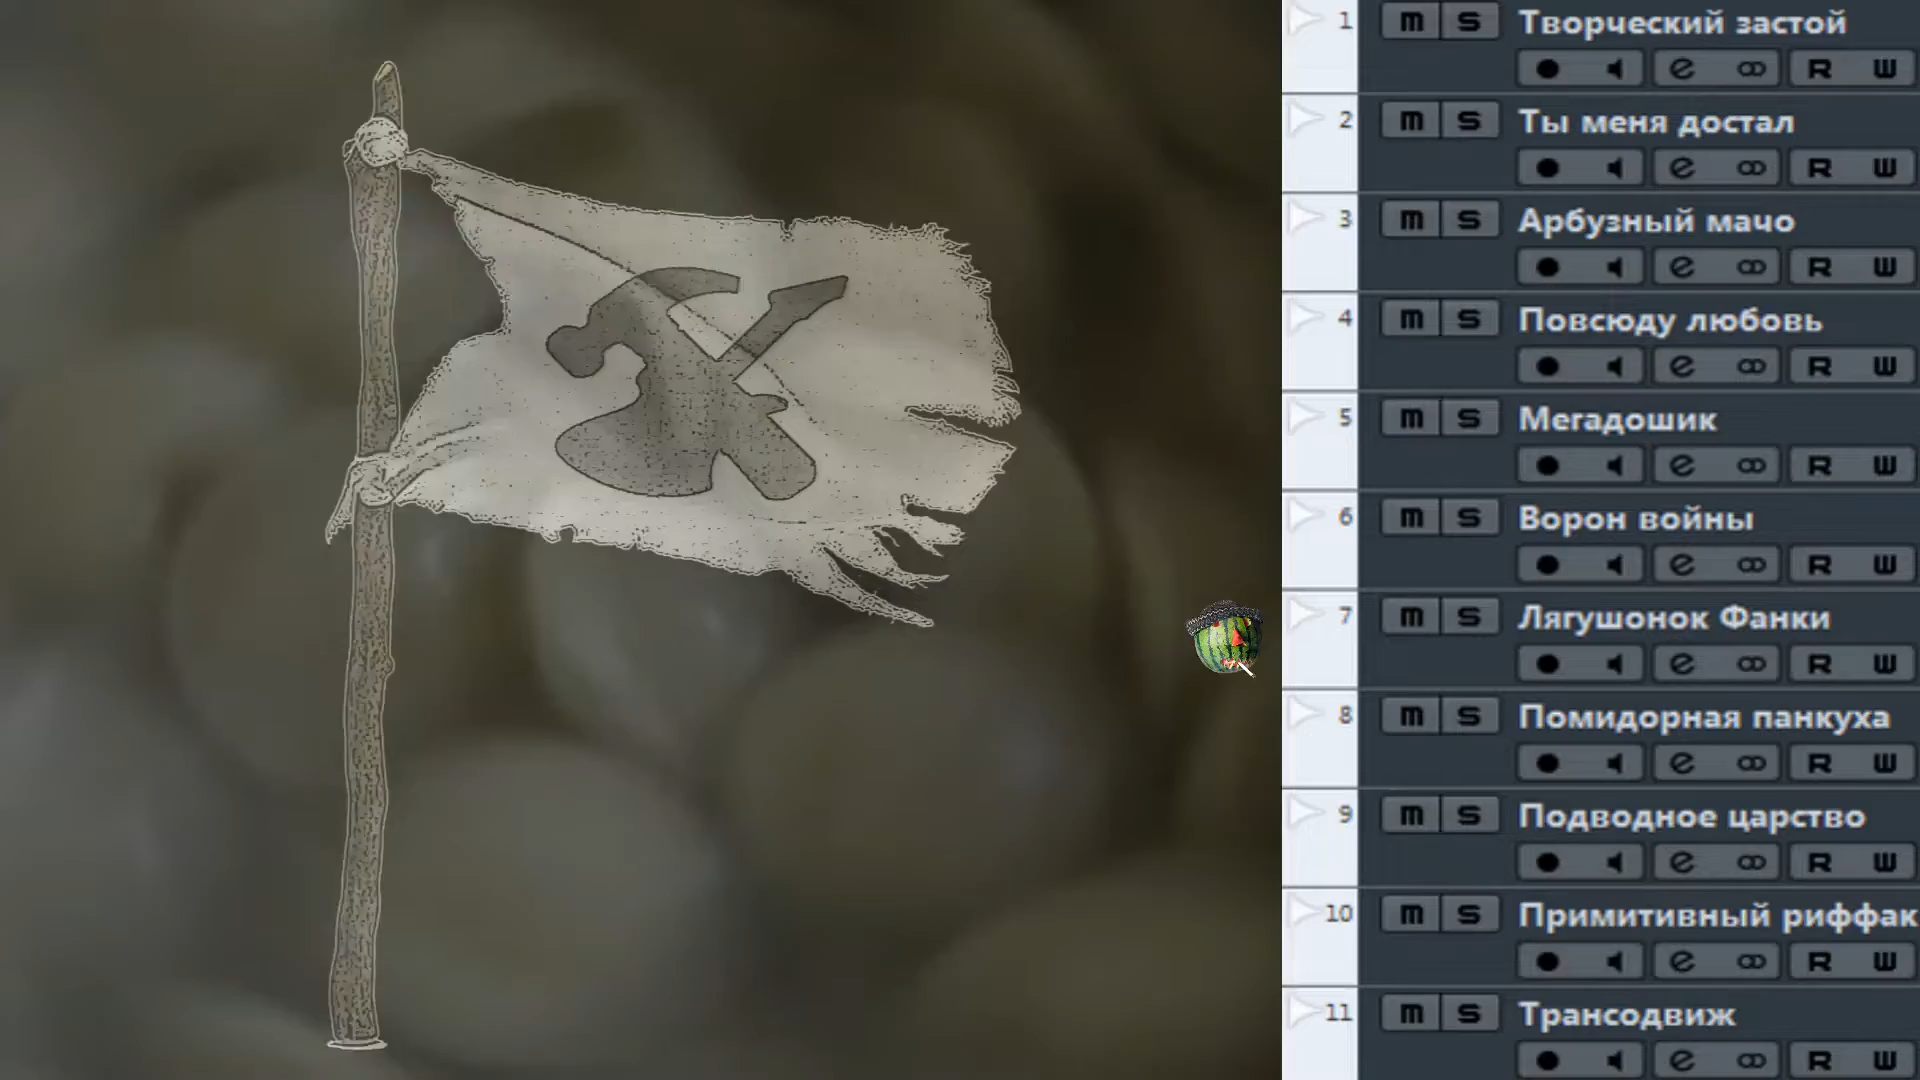 1 m S Творческий застой
R W
2 m S Ты меня достал
R W
3 m S Арбузный мачо
R W
4 m S Повсюду любовь
R W
5 m S Мегадошик
R W
6 m S Ворон войны
R W
7 m S Лягушонок Фанки
R W
8 m S Помидорная панкуха
R W
9 m S Подводное царство
R W
10 m S Примитивный риффак
R W
11 m S Трансодвиж
R W